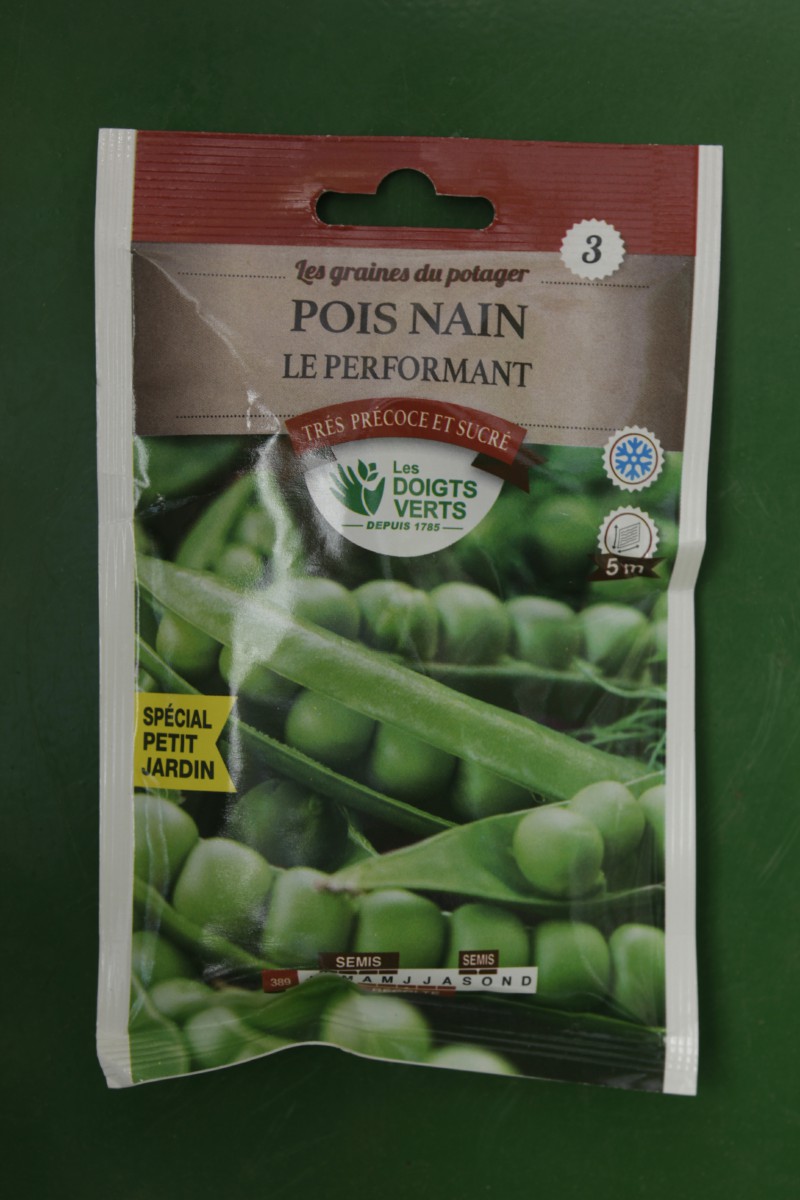 3
Les graines du potager
POIS NAIN
LE PERFORMANT
TRÉS PRÉCOCE ET SUCRÉ
Les
DOIGTS
VERTS
DEPUIS 1785
5 m
SPÉCIAL
PETIT
JARDIN
SEMIS SEMIS
389 M A M J J A S O N D